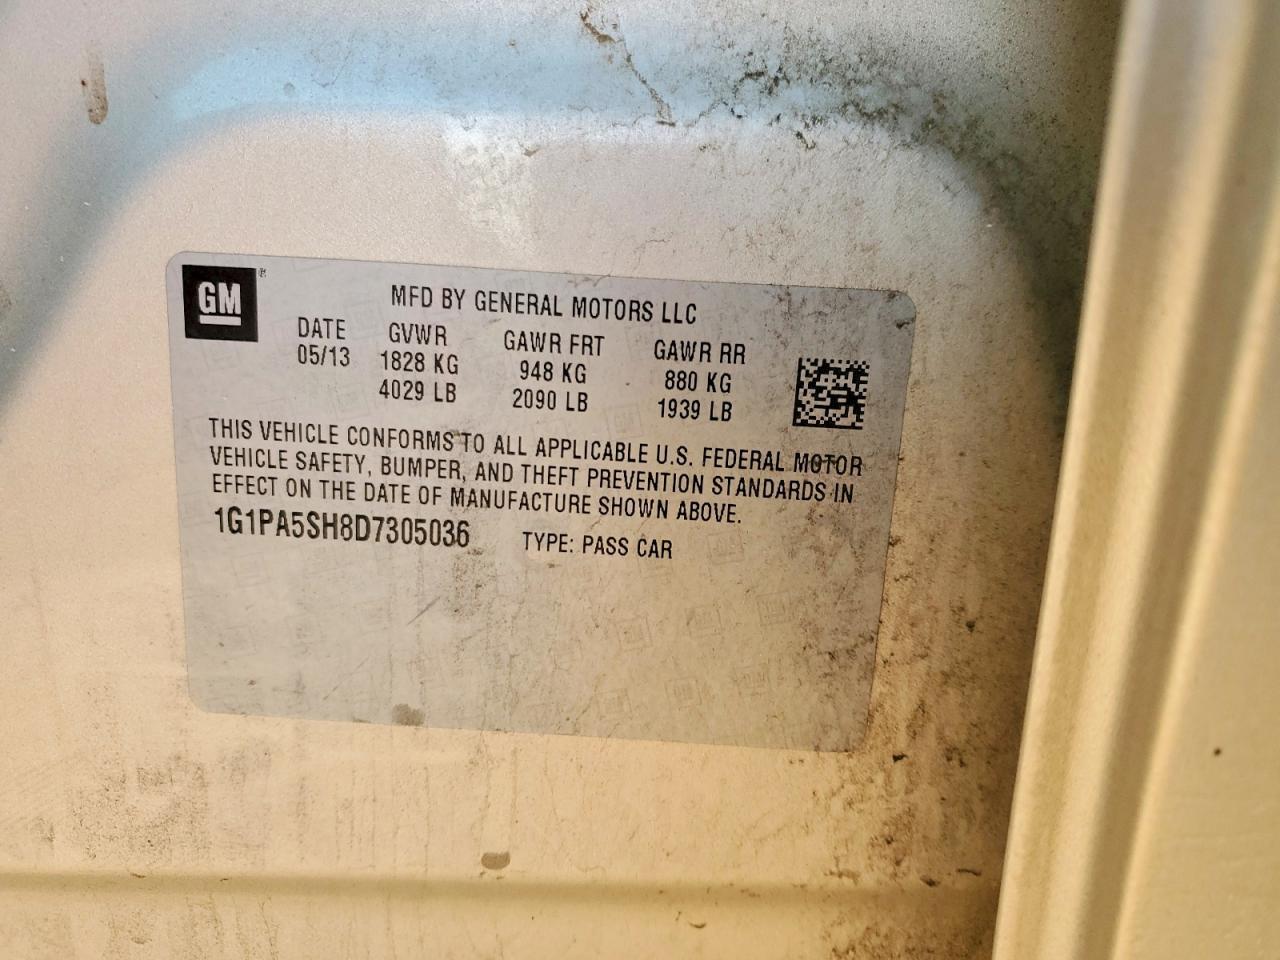 GM®
MFD BY GENERAL MOTORS LLC
DATE GVWR GAWR FRT GAWR RR
05/13 1828 KG 948 KG 880 KG
4029 LB 2090 LB 1939 LB
THIS VEHICLE CONFORMS TO ALL APPLICABLE U.S. FEDERAL MOTOR
VEHICLE SAFETY, BUMPER, AND THEFT PREVENTION STANDARDS IN
EFFECT ON THE DATE OF MANUFACTURE SHOWN ABOVE.
1G1PA5SH8D7305036 TYPE: PASS CAR